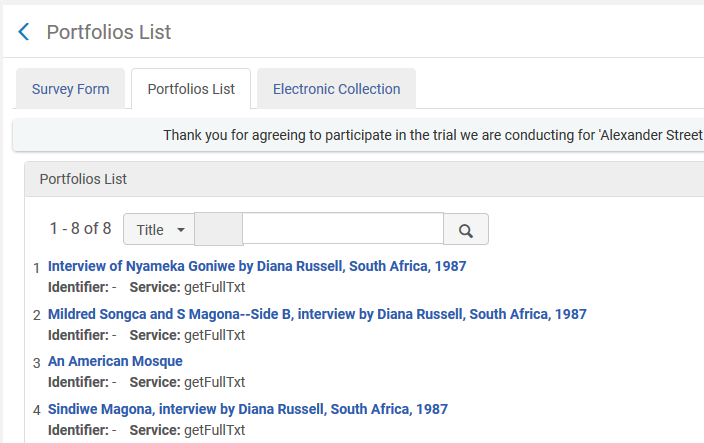 Portfolios List
Survey Form Portfolios List Electronic Collection
Thank you for agreeing to participate in the trial we are conducting for 'Alexander Street
Portfolios List
1 - 8 of 8 Title
1 Interview of Nyameka Goniwe by Diana Russell, South Africa, 1987
Identifier: - Service: getFullTxt
2 Mildred Songca and S Magona--Side B, interview by Diana Russell, South Africa, 1987
Identifier: - Service: getFullTxt
3 An American Mosque
Identifier: - Service: getFullTxt
4 Sindiwe Magona, interview by Diana Russell, South Africa, 1987
Identifier: - Service: getFullTxt